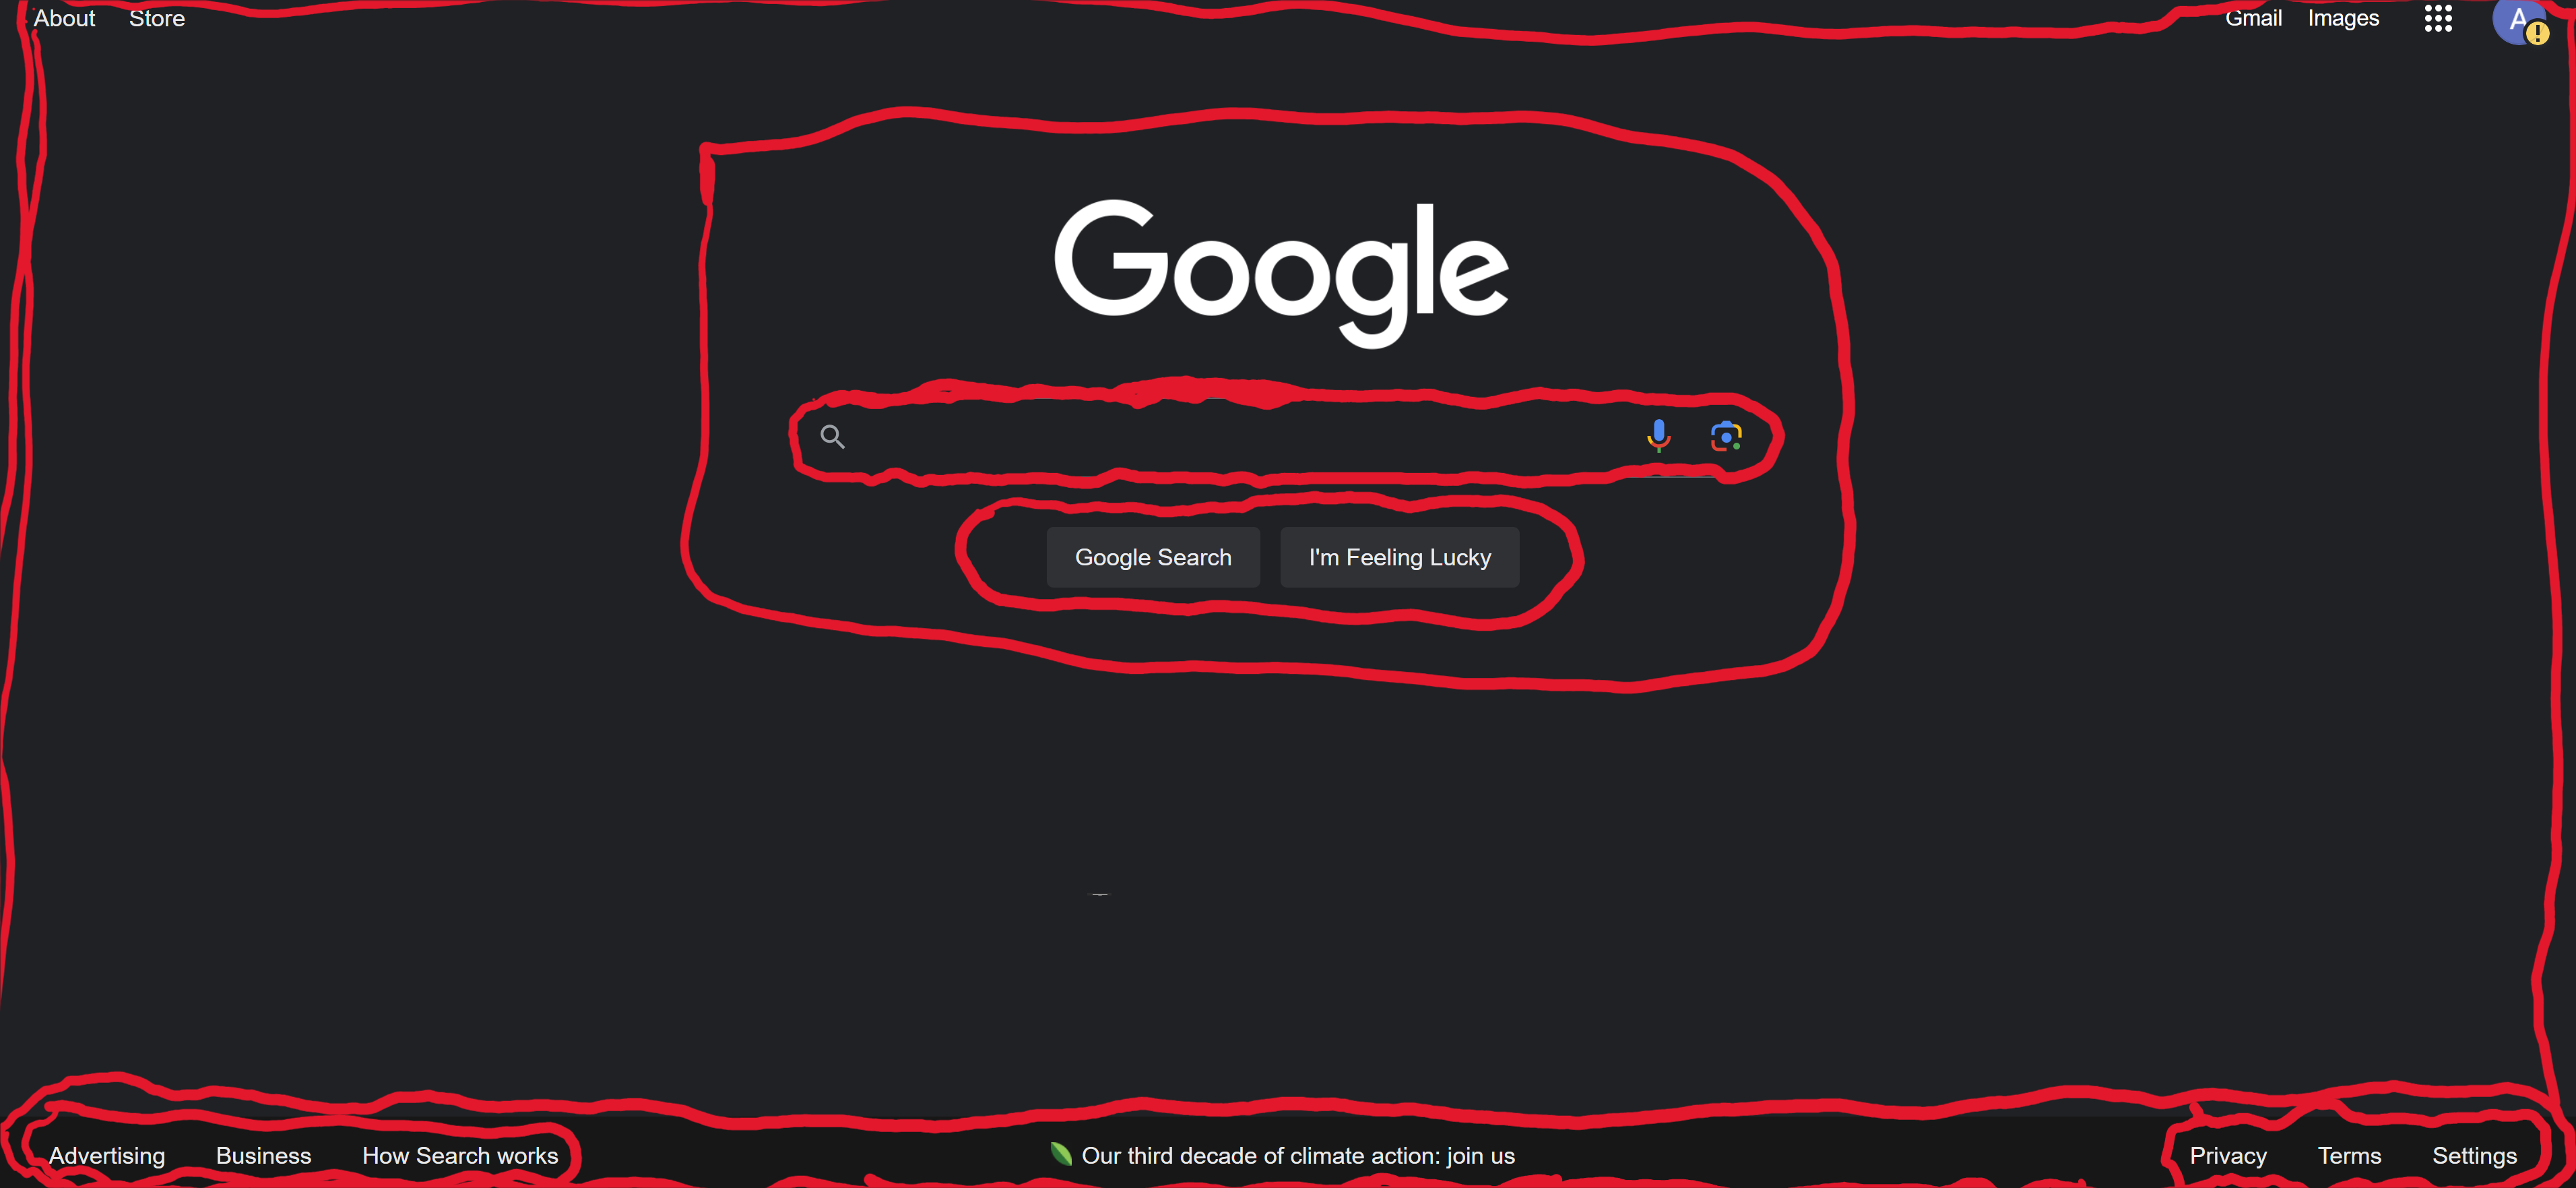 About Store Gmail Images A
Google
Google Search I'm Feeling Lucky
Advertising Business How Search works Our third decade of climate action: join us Privacy Terms Settings